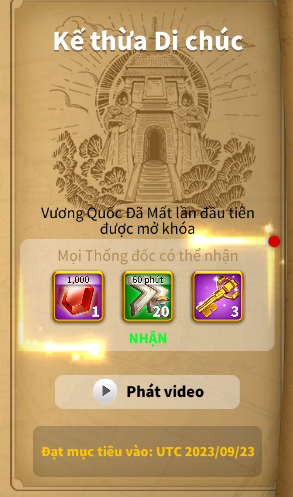 Kế thừa Di chúc
Vương Quốc Đã Mất lần đầu tiên
được mở khóa
Mọi Thống đốc có thể nhận
1,000
60 phút
1
20
3
NHẬN
Phát video
Đạt mục tiêu vào: UTC 2023/09/23